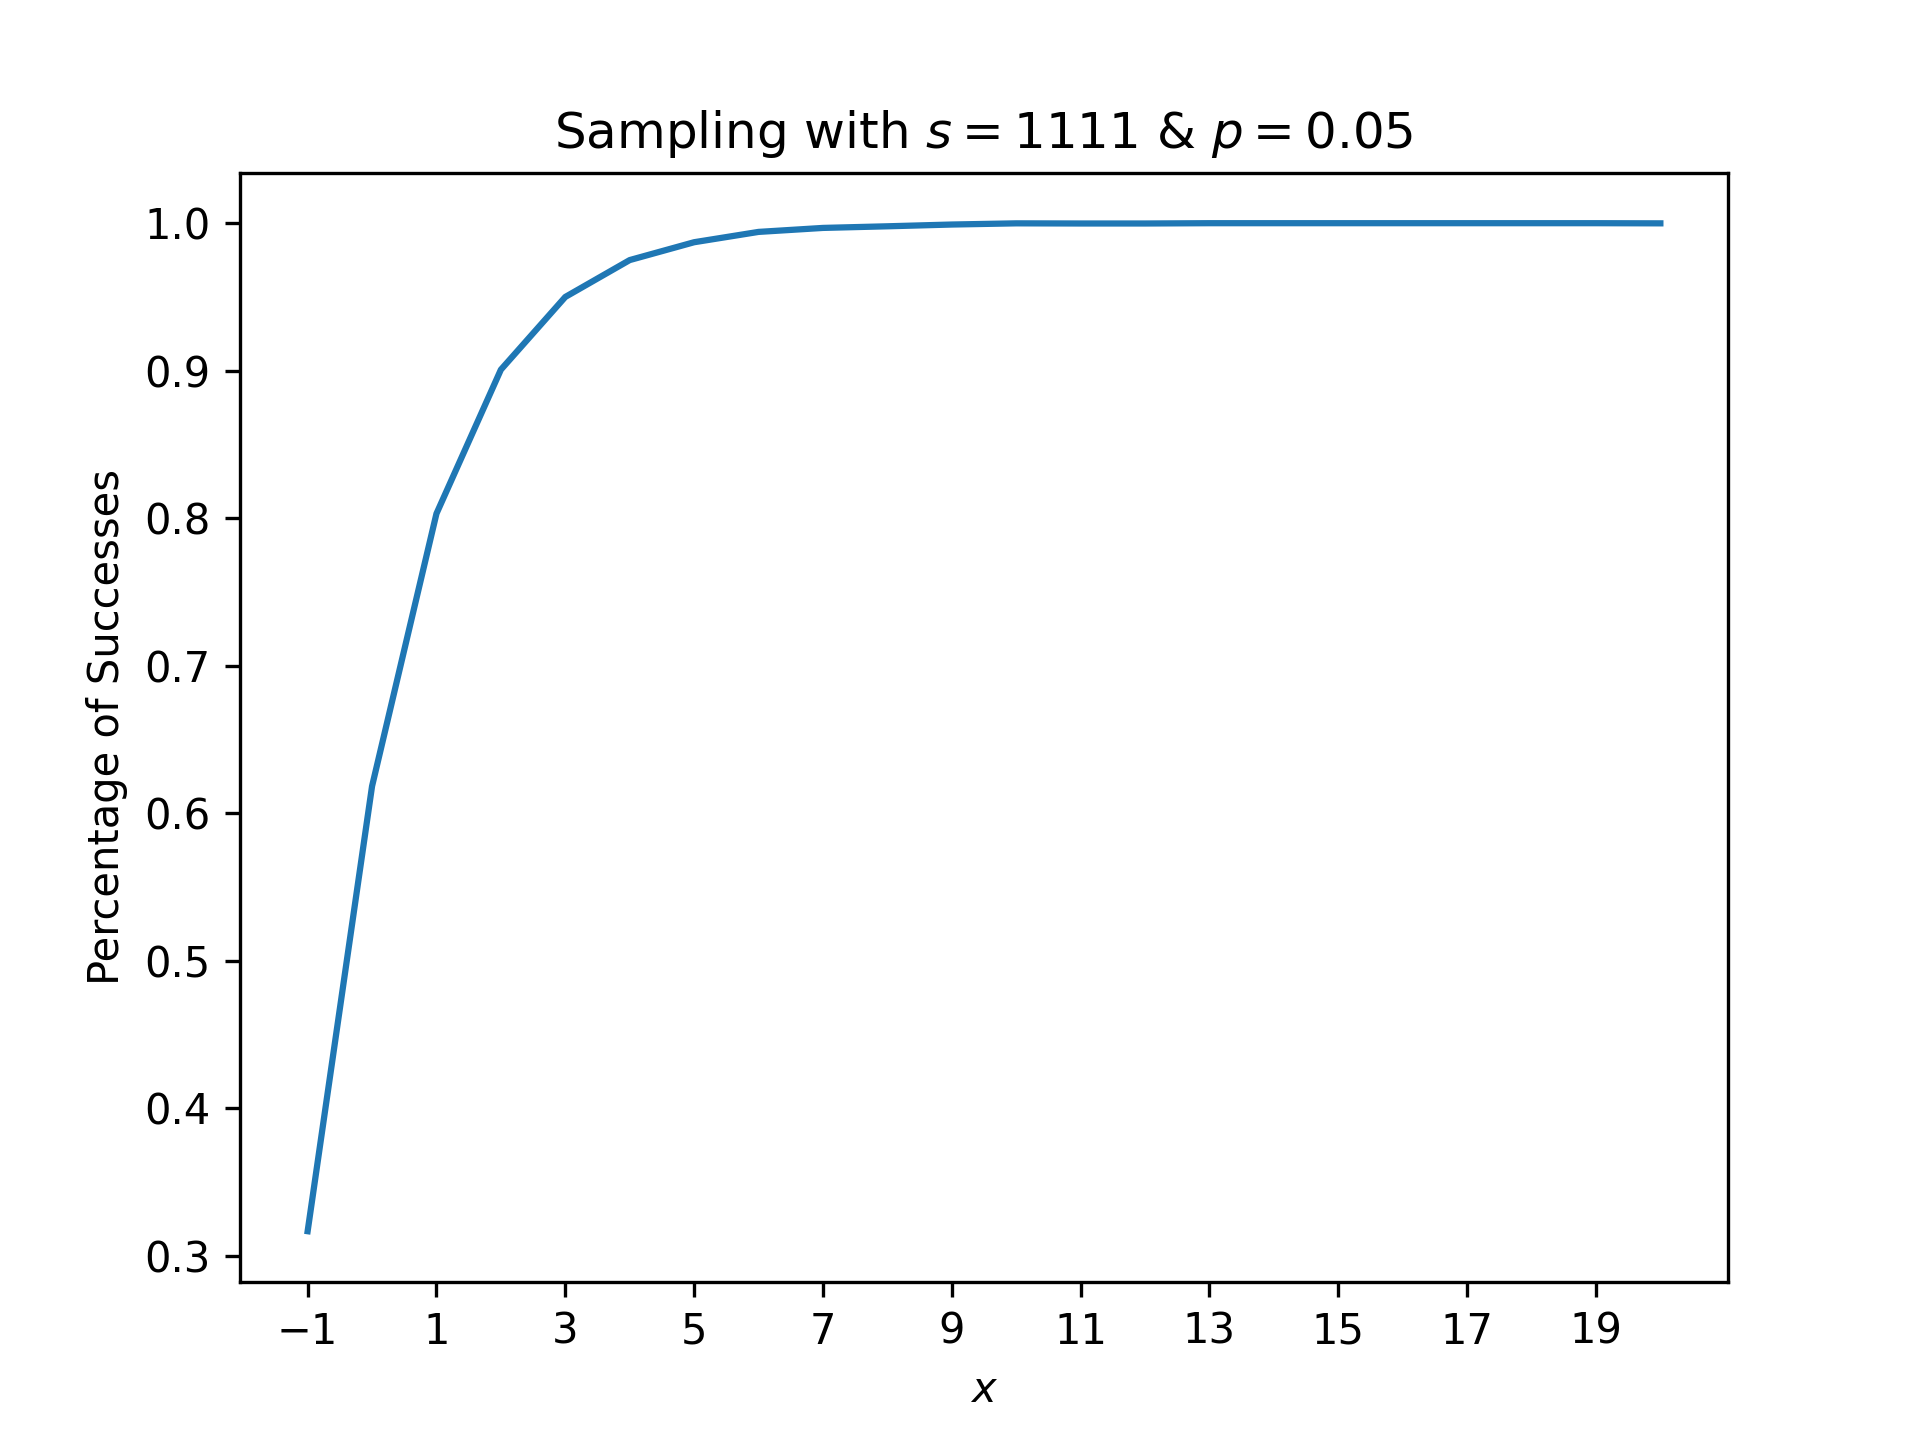 Sampling with s = 1111 & p = 0.05
1.0
0.9
0.8
0.7
0.6
0.5
0.4
0.3
Percentage of Successes
−1 1 3 5 7 9 11 13 15 17 19
x